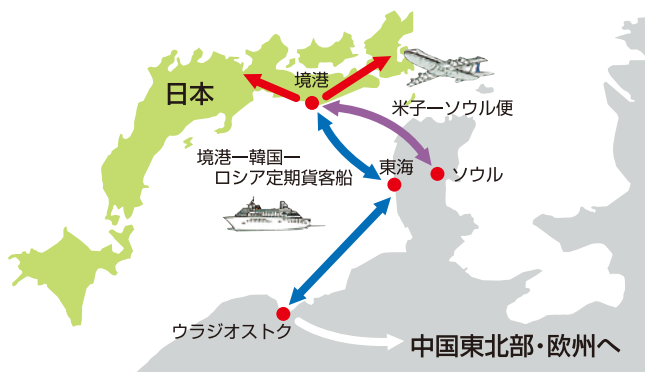 境港
日本
米子ーソウル便
境港ー韓国ー
ロシア定期貨客船
東海
ソウル
ウラジオストク
中国東北部・欧州へ